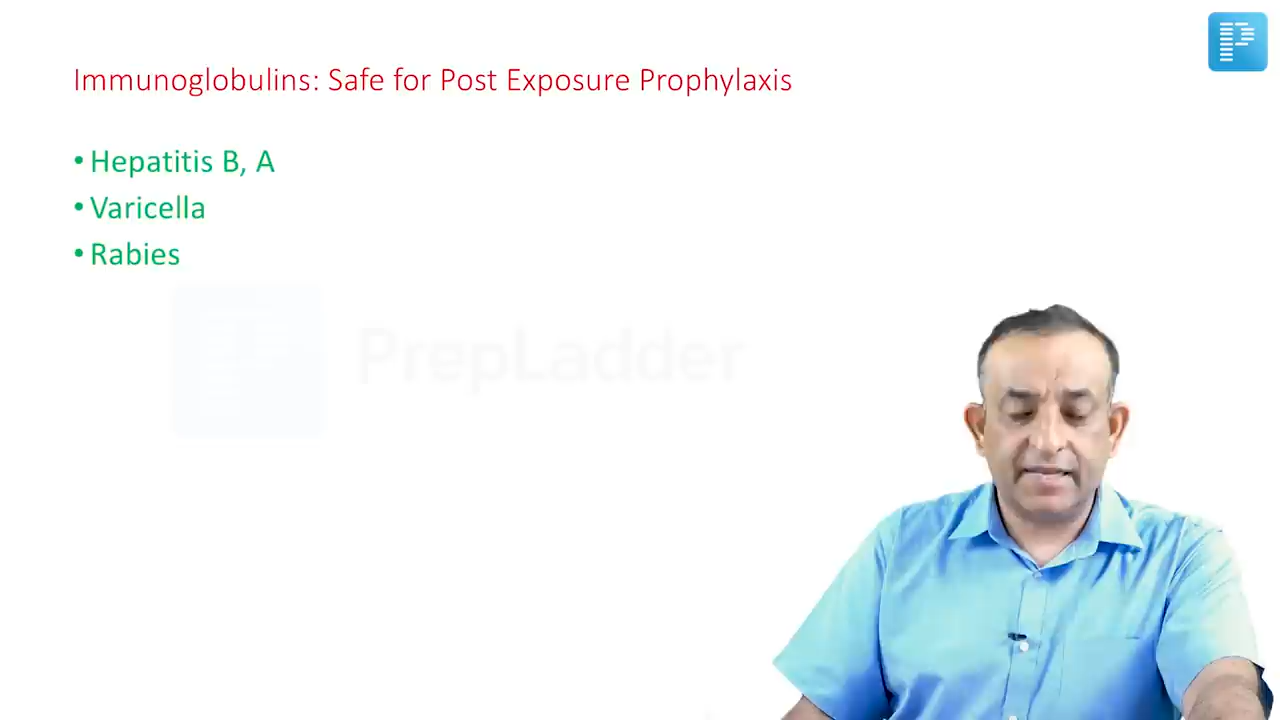 Immunoglobulins: Safe for Post Exposure Prophylaxis
• Hepatitis B, A
• Varicella
• Rabies
PrepLadder